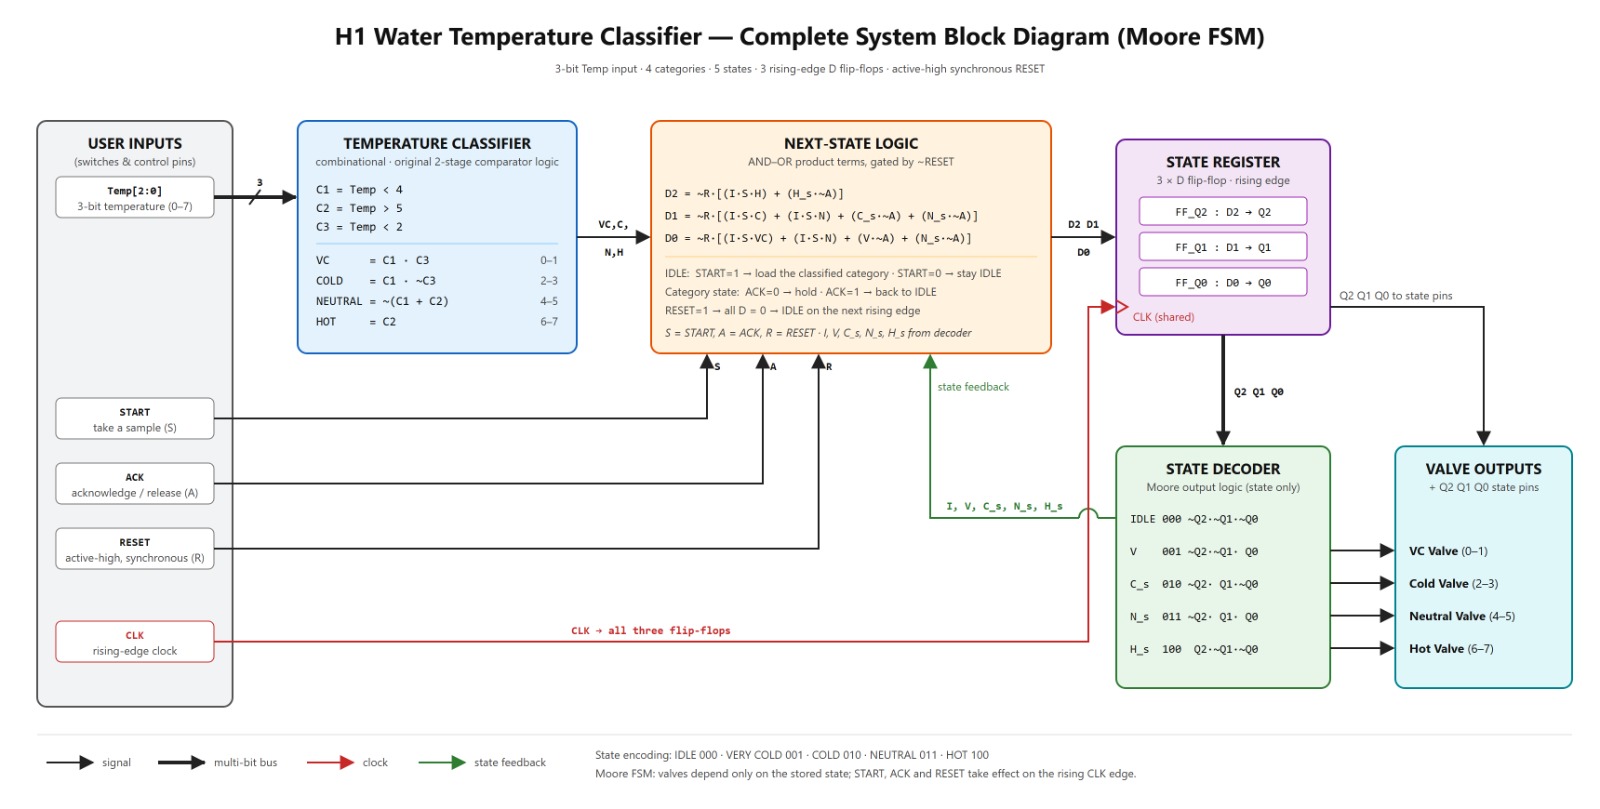 H1 Water Temperature Classifier — Complete System Block Diagram (Moore FSM)
3-bit Temp input · 4 categories · 5 states · 3 rising-edge D flip-flops · active-high synchronous RESET
USER INPUTS
(switches & control pins)
Temp[2:0]
3-bit temperature (0–7)
START
take a sample (S)
ACK
acknowledge / release (A)
RESET
active-high, synchronous (R)
CLK
rising-edge clock
3
TEMPERATURE CLASSIFIER
combinational · original 2-stage comparator logic
C1 = Temp < 4
C2 = Temp > 5
C3 = Temp < 2
VC = C1 · C3 0–1
COLD = C1 · ~C3 2–3
NEUTRAL = ~(C1 + C2) 4–5
HOT = C2 6–7
VC,C,
N,H
NEXT-STATE LOGIC
AND–OR product terms, gated by ~RESET
D2 = ~R·[(I·S·H) + (H_s·~A)]
D1 = ~R·[(I·S·C) + (I·S·N) + (C_s·~A) + (N_s·~A)]
D0 = ~R·[(I·S·VC) + (I·S·N) + (V·~A) + (N_s·~A)]
IDLE: START=1 → load the classified category · START=0 → stay IDLE
Category state: ACK=0 → hold · ACK=1 → back to IDLE
RESET=1 → all D = 0 → IDLE on the next rising edge
S = START, A = ACK, R = RESET · I, V, C_s, N_s, H_s from decoder
S
A
R
state feedback
I, V, C_s, N_s, H_s
CLK → all three flip-flops
D2 D1
D0
STATE REGISTER
3 × D flip-flop · rising edge
FF_Q2 : D2 → Q2
FF_Q1 : D1 → Q1
FF_Q0 : D0 → Q0
CLK (shared)
Q2 Q1 Q0 to state pins
Q2 Q1 Q0
STATE DECODER
Moore output logic (state only)
IDLE 000 ~Q2·~Q1·~Q0
V 001 ~Q2·~Q1· Q0
C_s 010 ~Q2· Q1·~Q0
N_s 011 ~Q2· Q1· Q0
H_s 100 Q2·~Q1·~Q0
VALVE OUTPUTS
+ Q2 Q1 Q0 state pins
VC Valve (0–1)
Cold Valve (2–3)
Neutral Valve (4–5)
Hot Valve (6–7)
signal
multi-bit bus
clock
state feedback
State encoding: IDLE 000 · VERY COLD 001 · COLD 010 · NEUTRAL 011 · HOT 100
Moore FSM: valves depend only on the stored state; START, ACK and RESET take effect on the rising CLK edge.